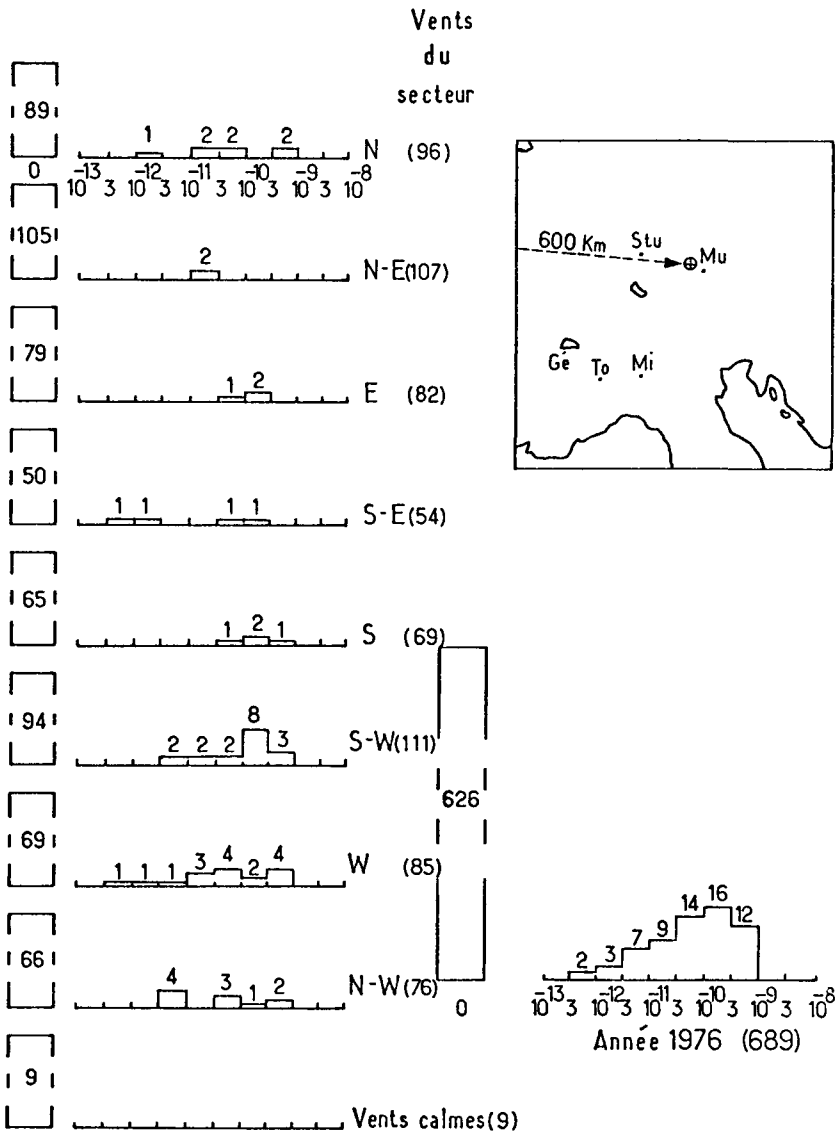 Vents
du
secteur
89
1 2 2 2
N (96)
0
10⁻¹³ 3 10⁻¹² 3 10⁻¹¹ 3 10⁻¹⁰ 3 10⁻⁹ 3 10⁻⁸
105
2
N-E(107)
79
1 2
E (82)
50
1 1 1 1
S-E(54)
65
1 2 1
S (69)
94
2 2 2 8 3
S-W(111)
69
1 1 1 3 4 2 4
W (85)
66
4 3 1 2
N-W(76)
9
Vents calmes(9)
600 Km
Stu
Mu
Gé
To
Mi
626
0
2 3 7 9 14 16 12
10⁻¹³ 3 10⁻¹² 3 10⁻¹¹ 3 10⁻¹⁰ 3 10⁻⁹ 3 10⁻⁸
Année 1976 (689)